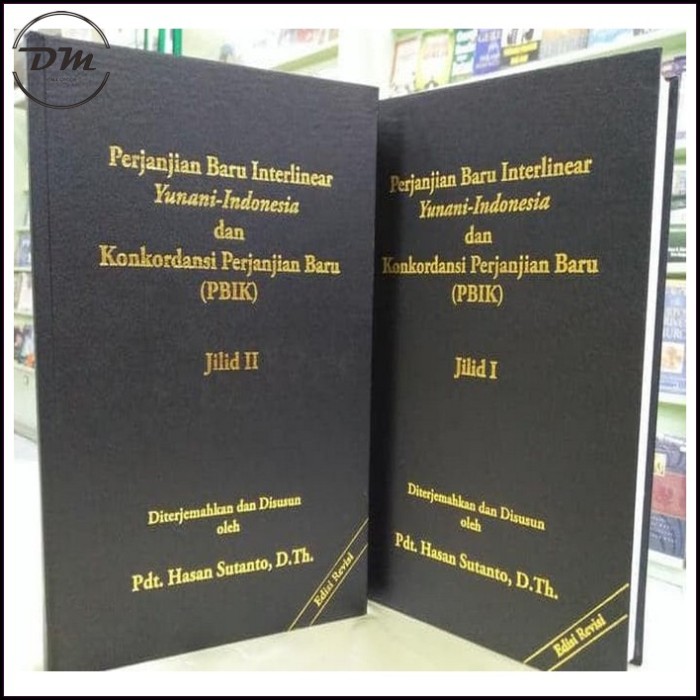 DM
Perjanjian Baru Interlinear
Yunani-Indonesia
dan
Konkordansi Perjanjian Baru
(PBIK)
Jilid II
Diterjemahkan dan Disusun
oleh
Pdt. Hasan Sutanto, D.Th.
Edisi Revisi
Perjanjian Baru Interlinear
Yunani-Indonesia
dan
Konkordansi Perjanjian Baru
(PBIK)
Jilid I
Diterjemahkan dan Disusun
oleh
Pdt. Hasan Sutanto, D.Th.
Edisi Revisi